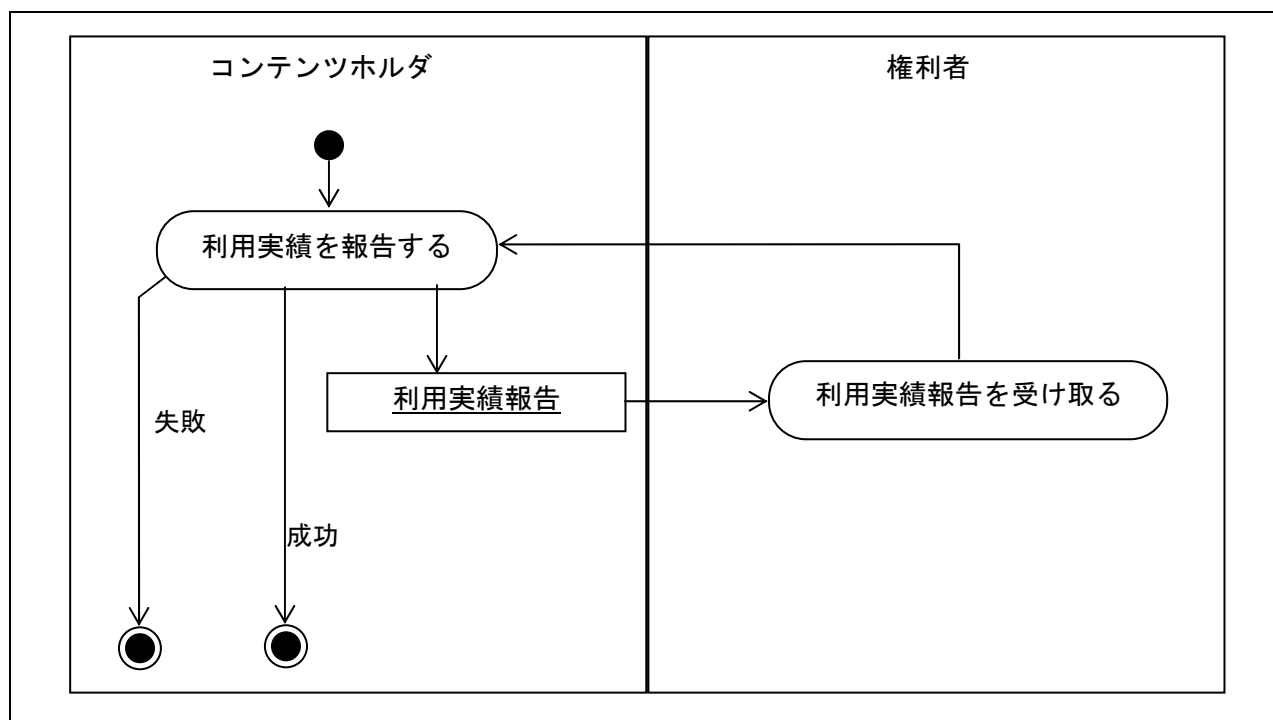 コンテンツホルダ
権利者
利用実績を報告する
利用実績報告
利用実績報告を受け取る
失敗
成功